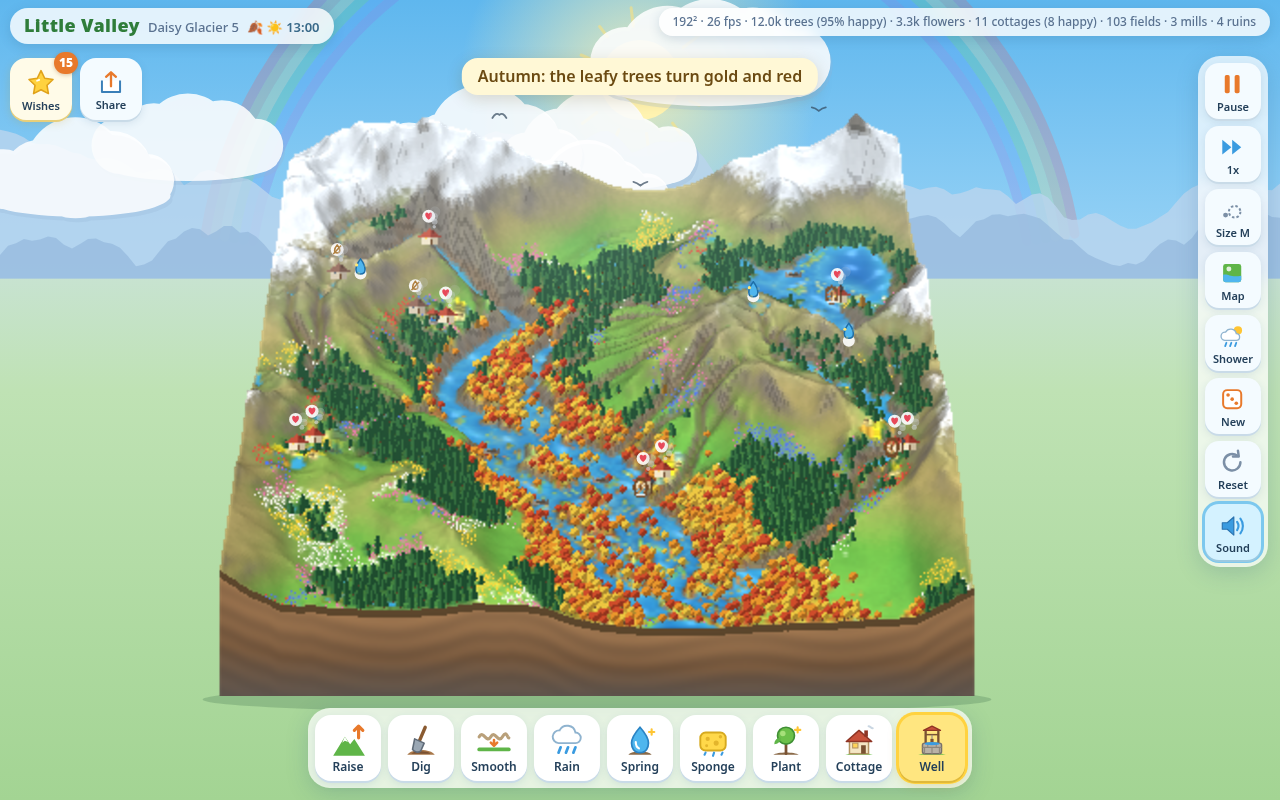 Little Valley Daisy Glacier 5 13:00
192² · 26 fps · 12.0k trees (95% happy) · 3.3k flowers · 11 cottages (8 happy) · 103 fields · 3 mills · 4 ruins
15
Wishes
Share
Autumn: the leafy trees turn gold and red
Pause
1x
Size M
Map
Shower
New
Reset
Sound
Raise
Dig
Smooth
Rain
Spring
Sponge
Plant
Cottage
Well